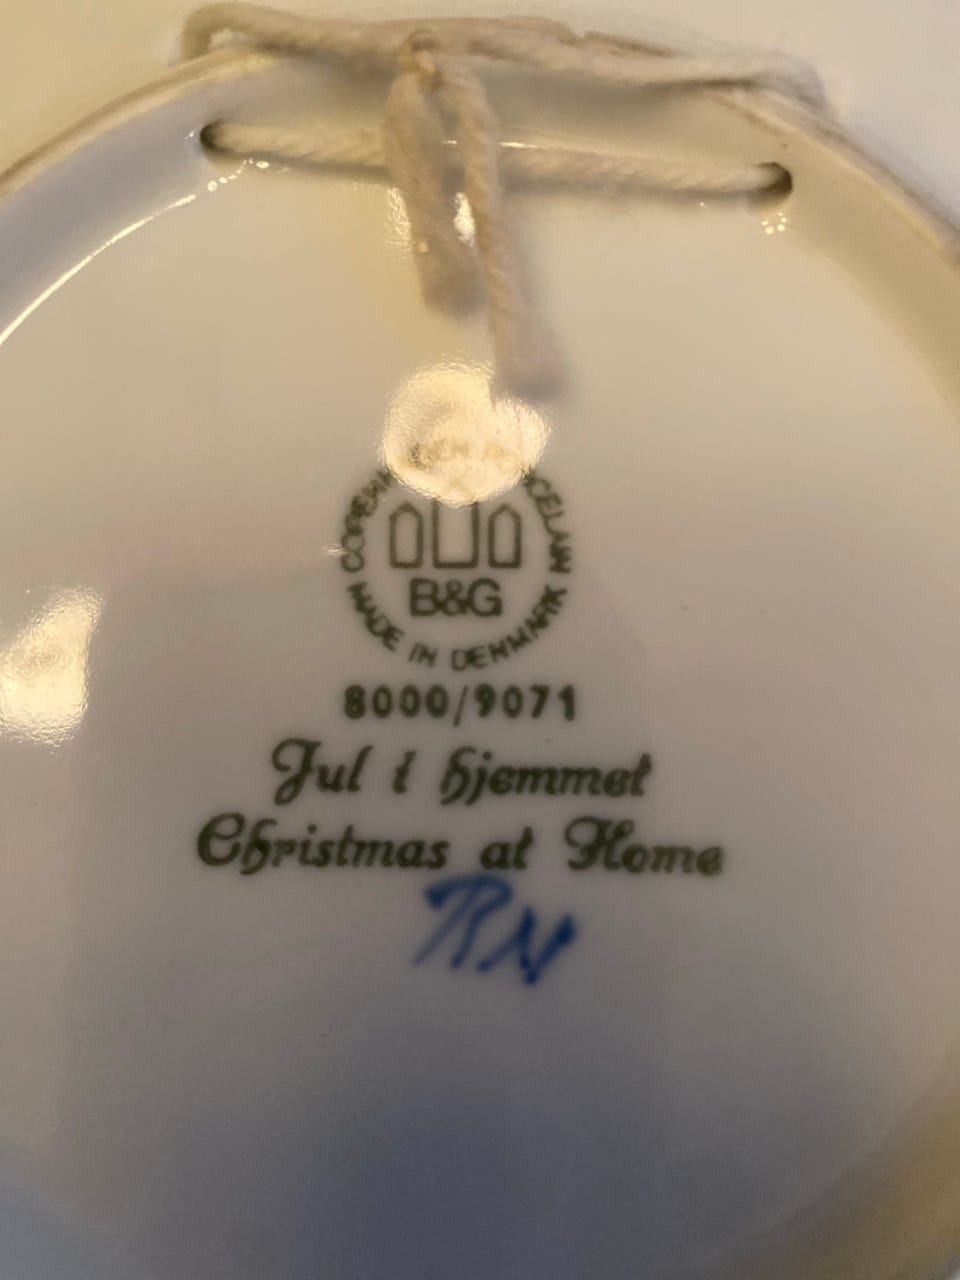 B&G
MADE IN DENMARK
8000/9071
Jul i hjemmet
Christmas at Home